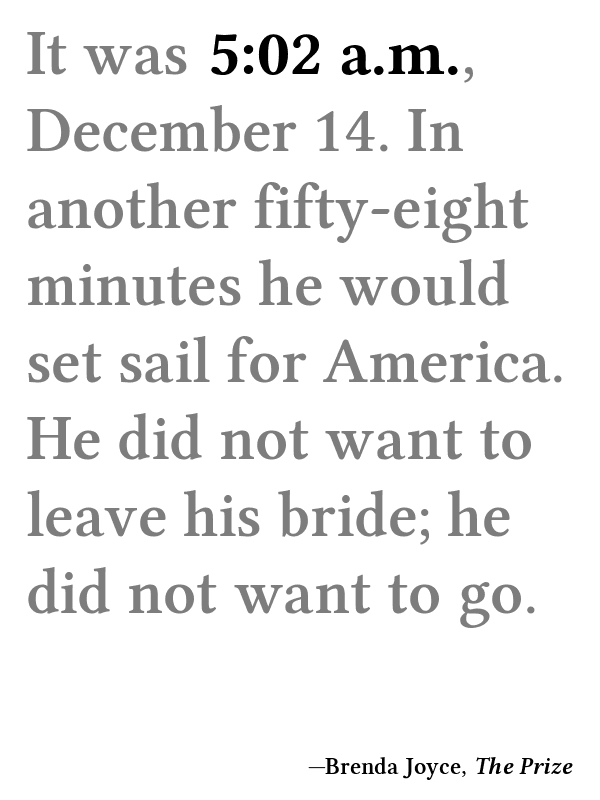 It was 5:02 a.m.,
December 14. In
another fifty-eight
minutes he would
set sail for America.
He did not want to
leave his bride; he
did not want to go.
—Brenda Joyce, The Prize